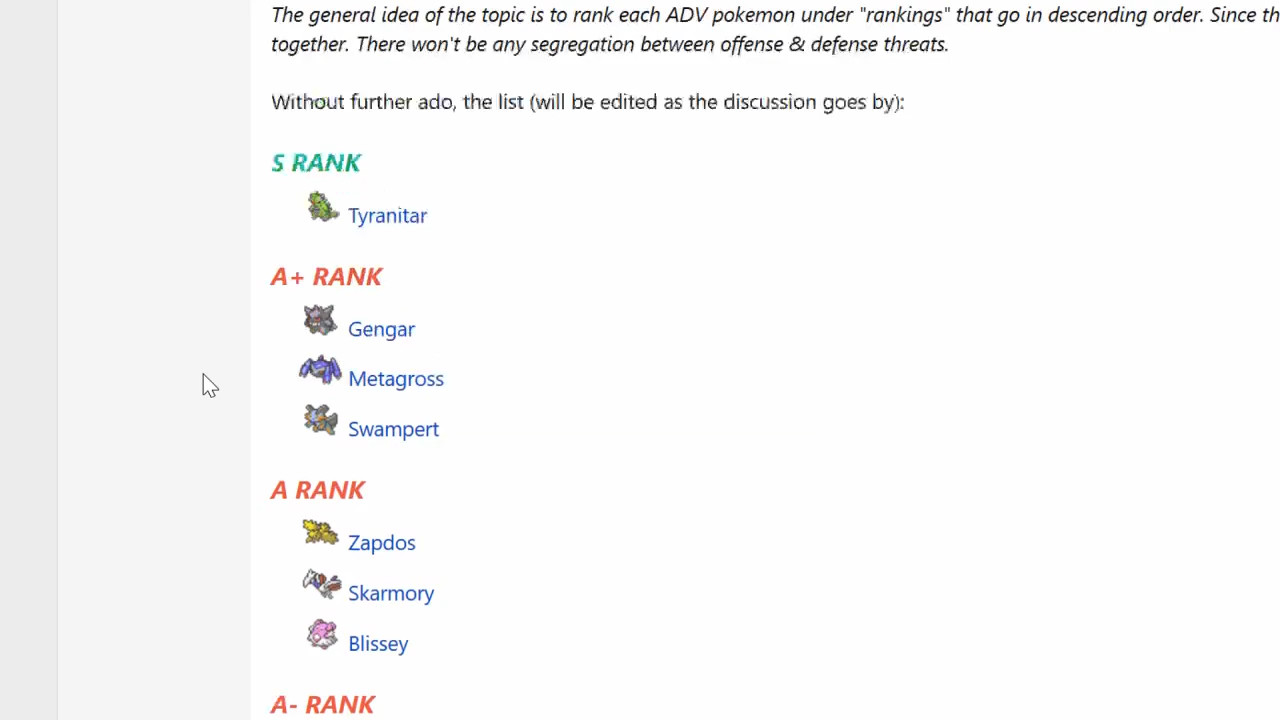 The general idea of the topic is to rank each ADV pokemon under "rankings" that go in descending order. Since th
together. There won't be any segregation between offense & defense threats.
Without further ado, the list (will be edited as the discussion goes by):
S RANK
Tyranitar
A+ RANK
Gengar
Metagross
Swampert
A RANK
Zapdos
Skarmory
Blissey
A- RANK